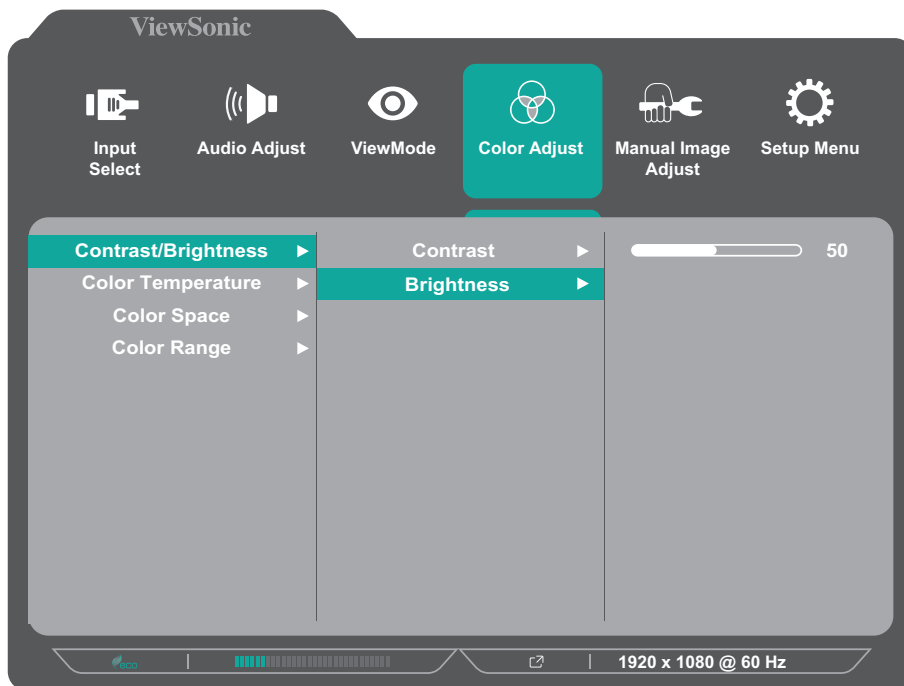 ViewSonic
Input Select
Audio Adjust
ViewMode
Color Adjust
Manual Image Adjust
Setup Menu
Contrast/Brightness
Contrast
50
Color Temperature
Brightness
Color Space
Color Range
eco
1920 x 1080 @ 60 Hz